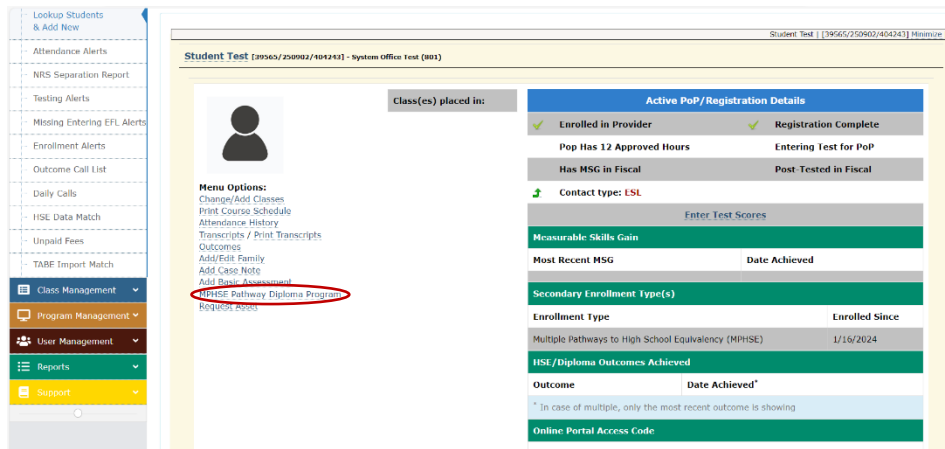 Lookup Students
& Add New
Attendance Alerts
NRS Separation Report
Testing Alerts
Missing Entering EFL Alerts
Enrollment Alerts
Outcome Call List
Daily Calls
HSE Data Match
Unpaid Fees
TABE Import Match
Class Management
Program Management
User Management
Reports
Support
Student Test | [39565/250902/404243] Minimize
Student Test [39565/250902/404243] - System Office Test (801)
Menu Options:
Change/Add Classes
Print Course Schedule
Attendance History
Transcripts / Print Transcripts
Outcomes
Add/Edit Family
Add Case Note
Add Basic Assessment
MPHSE Pathway Diploma Program
Request Asset
Class(es) placed in:
Active PoP/Registration Details
Enrolled in Provider Registration Complete
Pop Has 12 Approved Hours Entering Test for PoP
Has MSG in Fiscal Post-Tested in Fiscal
Contact type: ESL
Enter Test Scores
Measurable Skills Gain
Most Recent MSG Date Achieved
Secondary Enrollment Type(s)
Enrollment Type Enrolled Since
Multiple Pathways to High School Equivalency (MPHSE) 1/16/2024
HSE/Diploma Outcomes Achieved
Outcome Date Achieved*
* In case of multiple, only the most recent outcome is showing
Online Portal Access Code